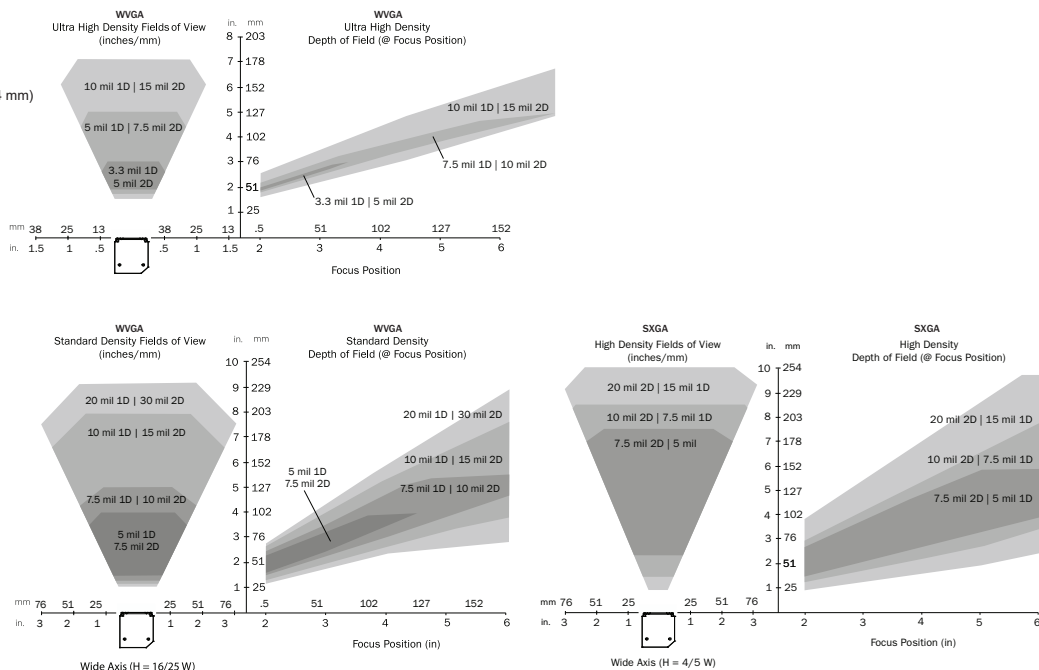 WVGA
Ultra High Density Fields of View
(inches/mm)
mm)
10 mil 1D | 15 mil 2D
5 mil 1D | 7.5 mil 2D
3.3 mil 1D
5 mil 2D
mm 38 25 13 38 25 13
in. 1.5 1 .5 .5 1 1.5
WVGA
Ultra High Density
Depth of Field (@ Focus Position)
in. mm
8 203
7 178
6 152
5 127
4 102
3 76
2 51
1 25
10 mil 1D | 15 mil 2D
7.5 mil 1D | 10 mil 2D
3.3 mil 1D | 5 mil 2D
.5 51 102 127 152
2 3 4 5 6
Focus Position
WVGA
Standard Density Fields of View
(inches/mm)
20 mil 1D | 30 mil 2D
10 mil 1D | 15 mil 2D
7.5 mil 1D | 10 mil 2D
5 mil 1D
7.5 mil 2D
mm 76 51 25 25 51 76
in. 3 2 1 1 2 3
Wide Axis (H = 16/25 W)
WVGA
Standard Density
Depth of Field (@ Focus Position)
in. mm
10 254
9 229
8 203
7 178
6 152
5 127
4 102
3 76
2 51
1 25
20 mil 1D | 30 mil 2D
10 mil 1D | 15 mil 2D
7.5 mil 1D | 10 mil 2D
5 mil 1D
7.5 mil 2D
.5 51 102 127 152
2 3 4 5 6
Focus Position (in)
SXGA
High Density Fields of View
(inches/mm)
20 mil 2D | 15 mil 1D
10 mil 2D | 7.5 mil 1D
7.5 mil 2D | 5 mil
mm 76 51 25 25 51 76
in. 3 2 1 1 2 3
Wide Axis (H = 4/5 W)
SXGA
High Density
Depth of Field (@ Focus Position)
in. mm
10 254
9 229
8 203
7 178
6 152
5 127
4 102
3 76
2 51
1 25
20 mil 2D | 15 mil 1D
10 mil 2D | 7.5 mil 1D
7.5 mil 2D | 5 mil 1D
2 3 4 5 6
Focus Position (in)